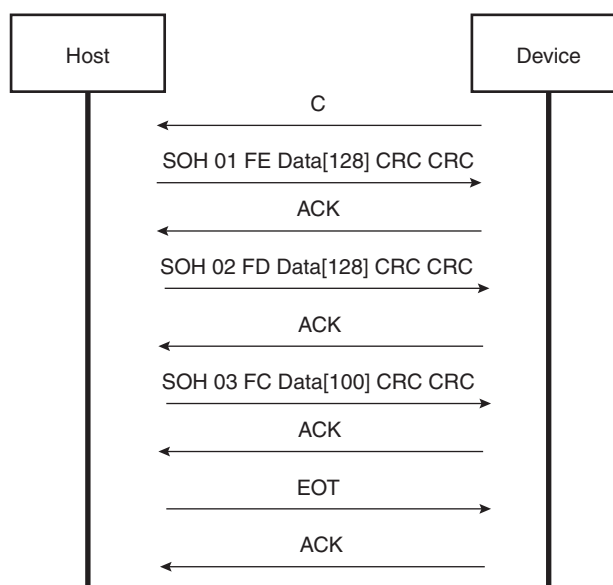 Host
Device
C
SOH 01 FE Data[128] CRC CRC
ACK
SOH 02 FD Data[128] CRC CRC
ACK
SOH 03 FC Data[100] CRC CRC
ACK
EOT
ACK